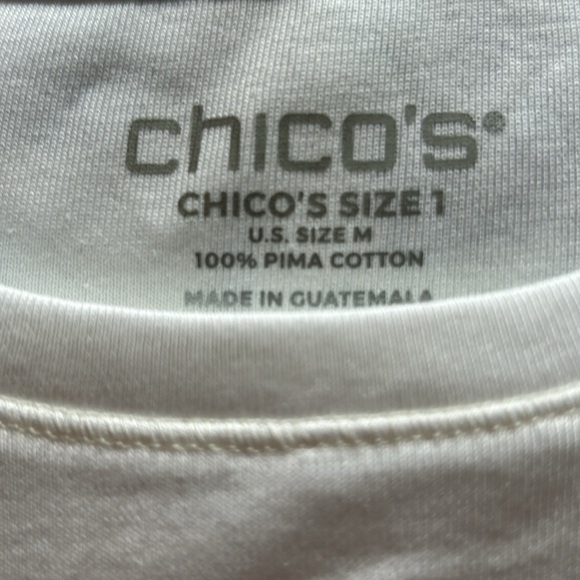 chico's®
CHICO'S SIZE 1
U.S. SIZE M
100% PIMA COTTON
MADE IN GUATEMALA